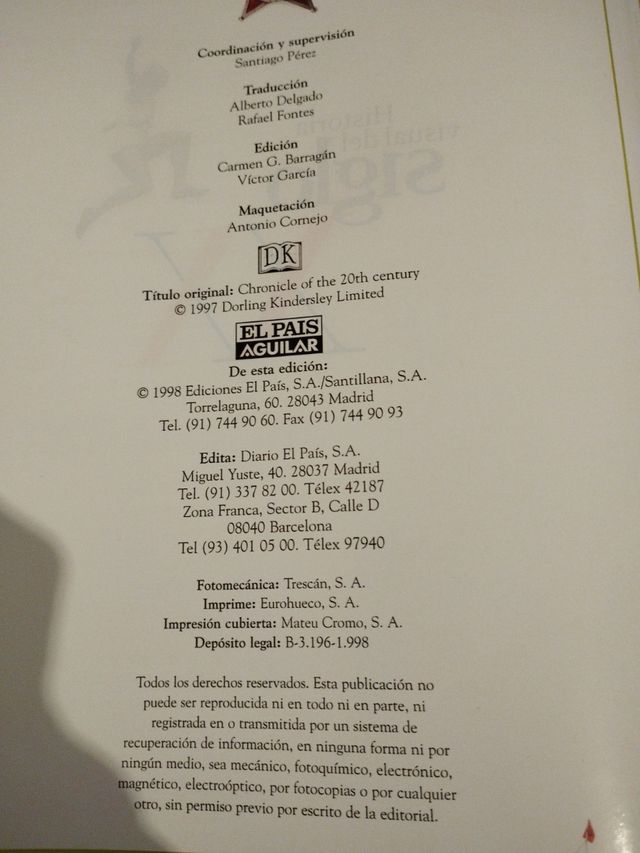 Coordinación y supervisión
Santiago Pérez
Traducción
Alberto Delgado
Rafael Fontes
Edición
Carmen G. Barragán
Víctor García
Maquetación
Antonio Cornejo
DK
Título original: Chronicle of the 20th century
© 1997 Dorling Kindersley Limited
EL PAIS
AGUILAR
De esta edición:
© 1998 Ediciones El País, S.A./Santillana, S.A.
Torrelaguna, 60. 28043 Madrid
Tel. (91) 744 90 60. Fax (91) 744 90 93
Edita: Diario El País, S.A.
Miguel Yuste, 40. 28037 Madrid
Tel. (91) 337 82 00. Télex 42187
Zona Franca, Sector B, Calle D
08040 Barcelona
Tel (93) 401 05 00. Télex 97940
Fotomecánica: Trescán, S. A.
Imprime: Eurohueco, S. A.
Impresión cubierta: Mateu Cromo, S. A.
Depósito legal: B-3.196-1.998
Todos los derechos reservados. Esta publicación no
puede ser reproducida ni en todo ni en parte, ni
registrada en o transmitida por un sistema de
recuperación de información, en ninguna forma ni por
ningún medio, sea mecánico, fotoquímico, electrónico,
magnético, electroóptico, por fotocopias o por cualquier
otro, sin permiso previo por escrito de la editorial.